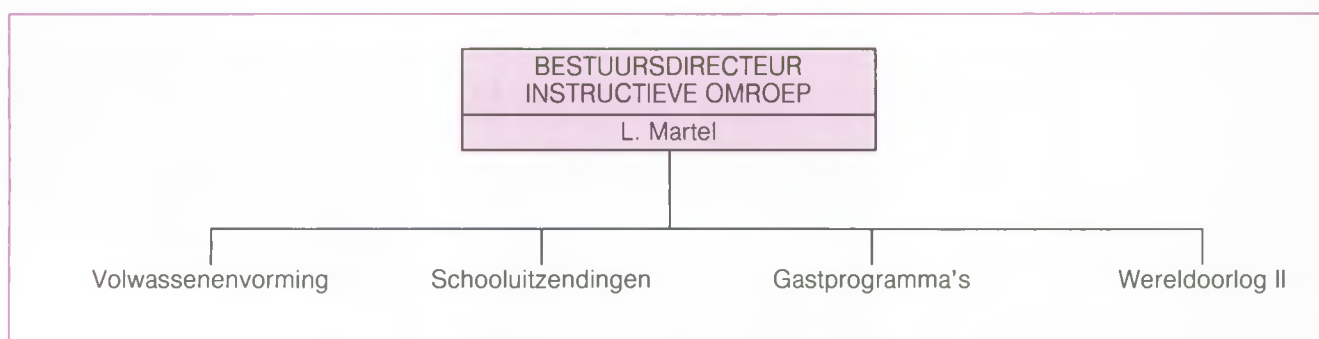 BESTUURSDIRECTEUR
INSTRUCTIEVE OMROEP
L. Martel
Volwassenenvorming
Schooluitzendingen
Gastprogramma's
Wereldoorlog II